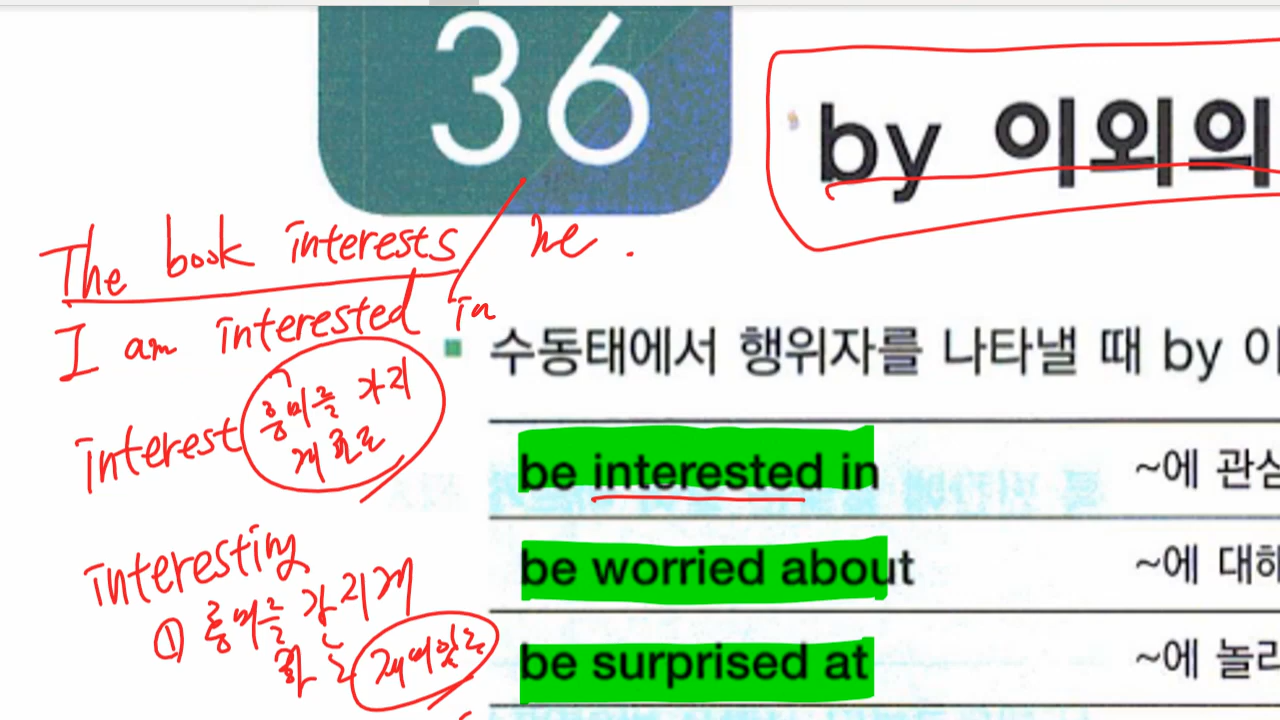 36
by 이외의
The book interests me.
I am interested in
수동태에서 행위자를 나타낼 때 by 이
interest 흥미를 가지
게 하다
be interested in ~에 관심
be worried about ~에 대해
interesting
① 흥미를 가지게
하는 재미있는
be surprised at ~에 놀라